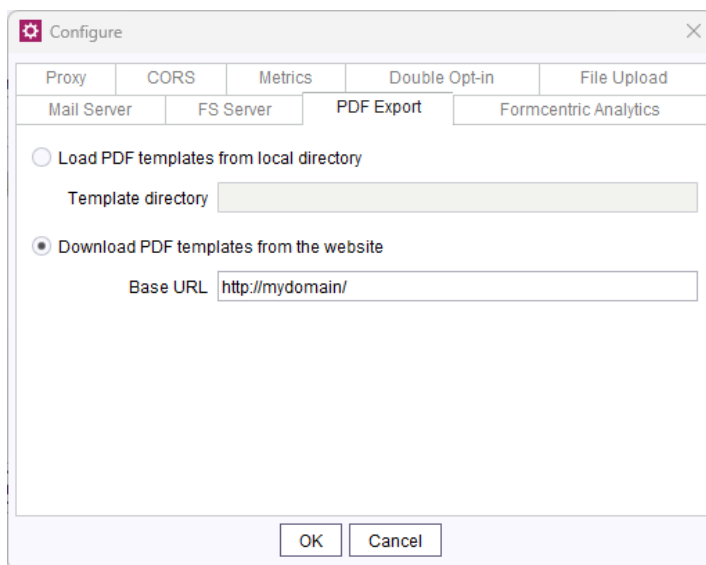 Configure
Proxy CORS Metrics Double Opt-in File Upload
Mail Server FS Server PDF Export Formcentric Analytics
Load PDF templates from local directory
Template directory
Download PDF templates from the website
Base URL http://mydomain/
OK Cancel